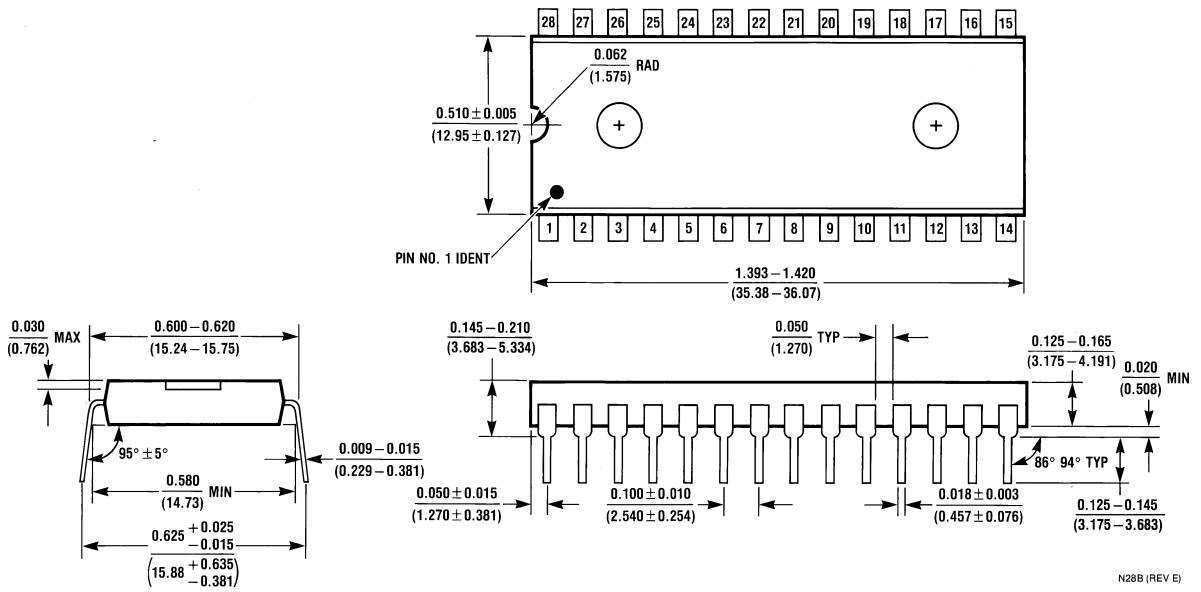 28 27 26 25 24 23 22 21 20 19 18 17 16 15
0.062
(1.575)
RAD
0.510 ± 0.005
(12.95 ± 0.127)
1 2 3 4 5 6 7 8 9 10 11 12 13 14
PIN NO. 1 IDENT
1.393 – 1.420
(35.38 – 36.07)
0.030
(0.762)
MAX
0.600 – 0.620
(15.24 – 15.75)
95° ± 5°
0.009 – 0.015
(0.229 – 0.381)
0.580
(14.73)
MIN
0.625 + 0.025
– 0.015
(15.88 + 0.635
– 0.381)
0.145 – 0.210
(3.683 – 5.334)
0.050
(1.270)
TYP
0.125 – 0.165
(3.175 – 4.191)
0.020
(0.508)
MIN
86° 94° TYP
0.050 ± 0.015
(1.270 ± 0.381)
0.100 ± 0.010
(2.540 ± 0.254)
0.018 ± 0.003
(0.457 ± 0.076)
0.125 - 0.145
(3.175 - 3.683)
N28B (REV E)